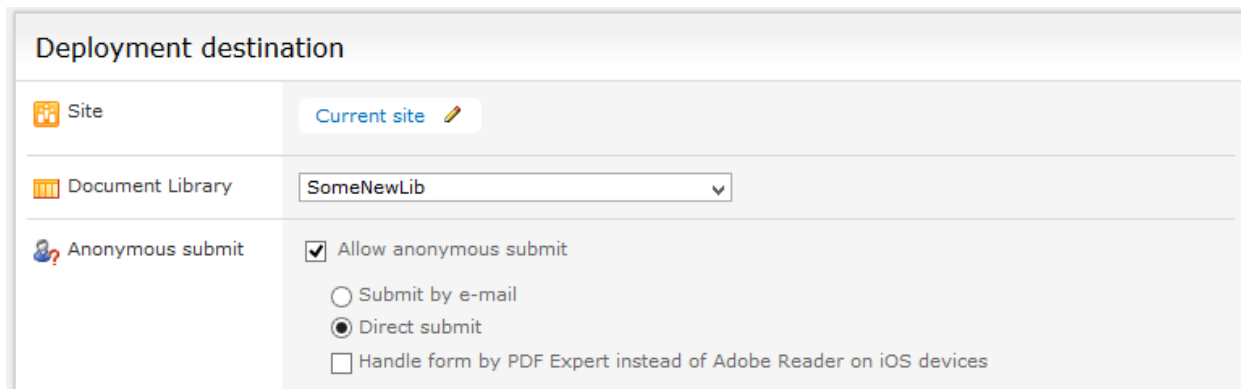 Deployment destination
Site
Current site
Document Library
SomeNewLib
Anonymous submit
Allow anonymous submit
Submit by e-mail
Direct submit
Handle form by PDF Expert instead of Adobe Reader on iOS devices